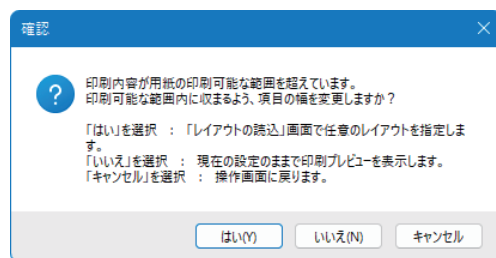 確認
印刷内容が用紙の印刷可能な範囲を超えています。
印刷可能な範囲内に収まるよう、項目の幅を変更しますか？
「はい」を選択　：　「レイアウトの読込」画面で任意のレイアウトを指定しま
す。
「いいえ」を選択　：　現在の設定のままで印刷プレビューを表示します。
「キャンセル」を選択　：　操作画面に戻ります。
はい(Y)　いいえ(N)　キャンセル